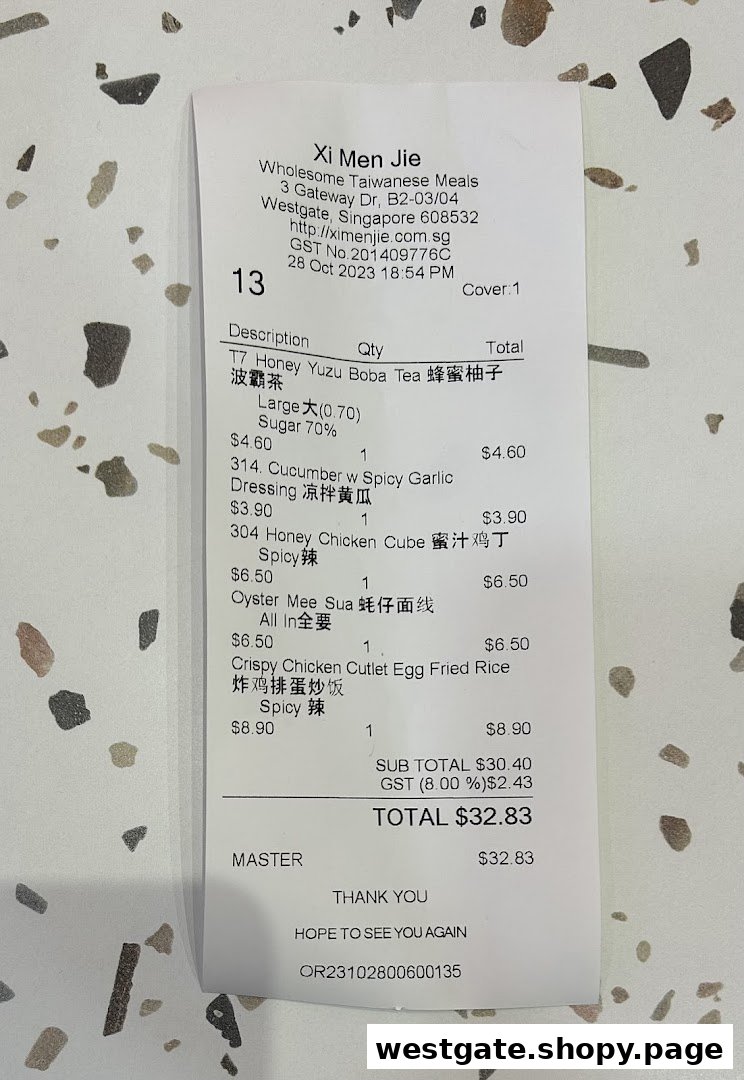 Xi Men Jie
Wholesome Taiwanese Meals
3 Gateway Dr, B2-03/04
Westgate, Singapore 608532
http://ximenjie.com.sg
GST No.201409776C
28 Oct 2023 18:54 PM
13 Cover:1
Description Qty Total
T7 Honey Yuzu Boba Tea 蜂蜜柚子
波霸茶
Large大(0.70)
Sugar 70%
$4.60 1 $4.60
314. Cucumber w Spicy Garlic
Dressing 凉拌黄瓜
$3.90 1 $3.90
304 Honey Chicken Cube 蜜汁鸡丁
Spicy辣
$6.50 1 $6.50
Oyster Mee Sua 蚝仔面线
All In全要
$6.50 1 $6.50
Crispy Chicken Cutlet Egg Fried Rice
炸鸡排蛋炒饭
Spicy 辣
$8.90 1 $8.90
SUB TOTAL $30.40
GST (8.00 %)$2.43
TOTAL $32.83
MASTER $32.83
THANK YOU
HOPE TO SEE YOU AGAIN
OR23102800600135
westgate.shopy.page